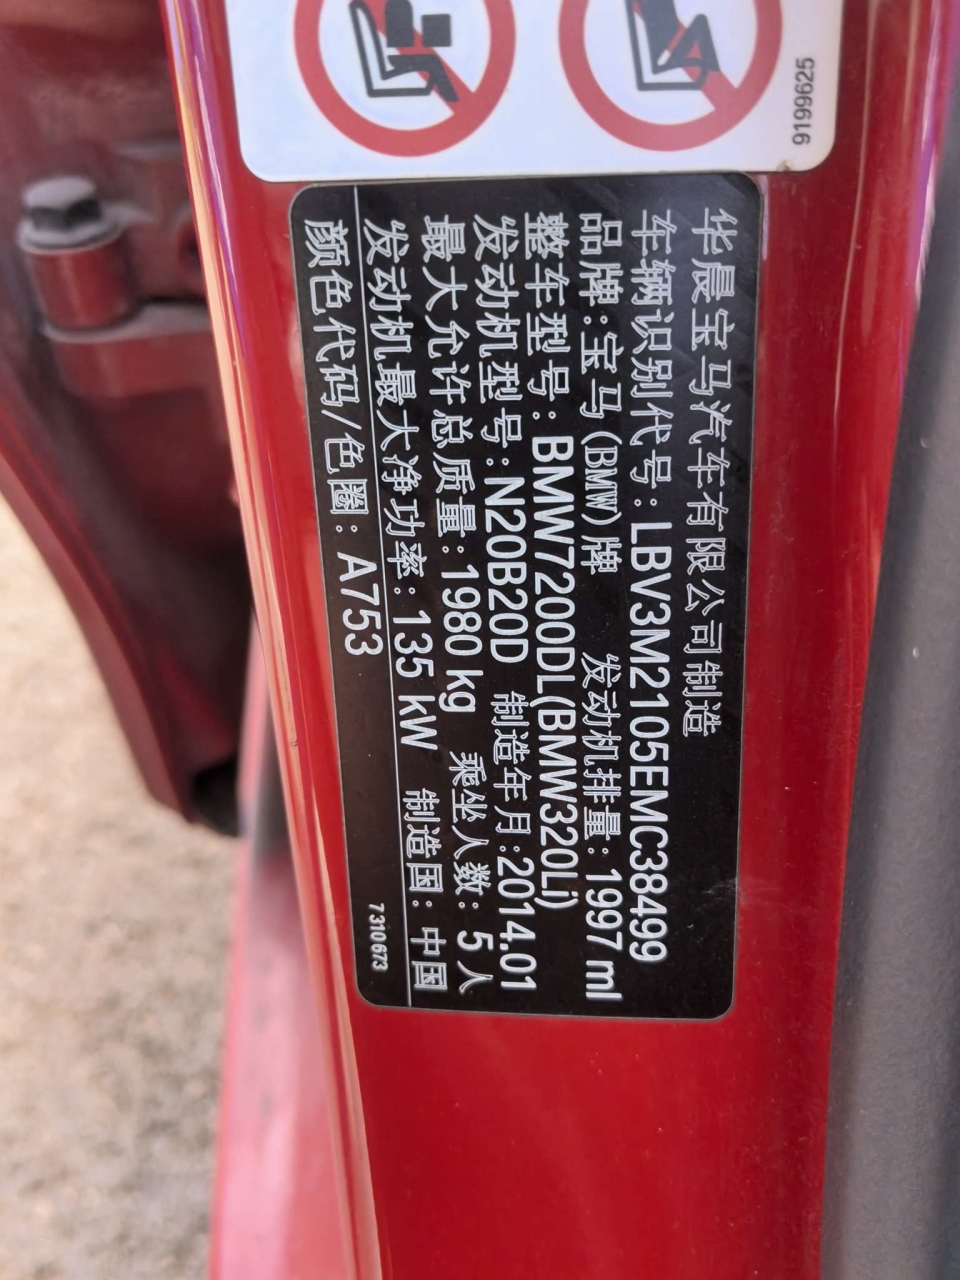 9199625
华晨宝马汽车有限公司制造
车辆识别代号:LBV3M2105EMC38499
品牌:宝马(BMW)牌 发动机排量:1997 ml
整车型号:BMW7200DL(BMW320Li)
发动机型号:N20B20D 制造年月:2014.01
最大允许总质量:1980 kg 乘坐人数:5人
发动机最大净功率:135 kW 制造国:中国
颜色代码/色圈:A753
7310673